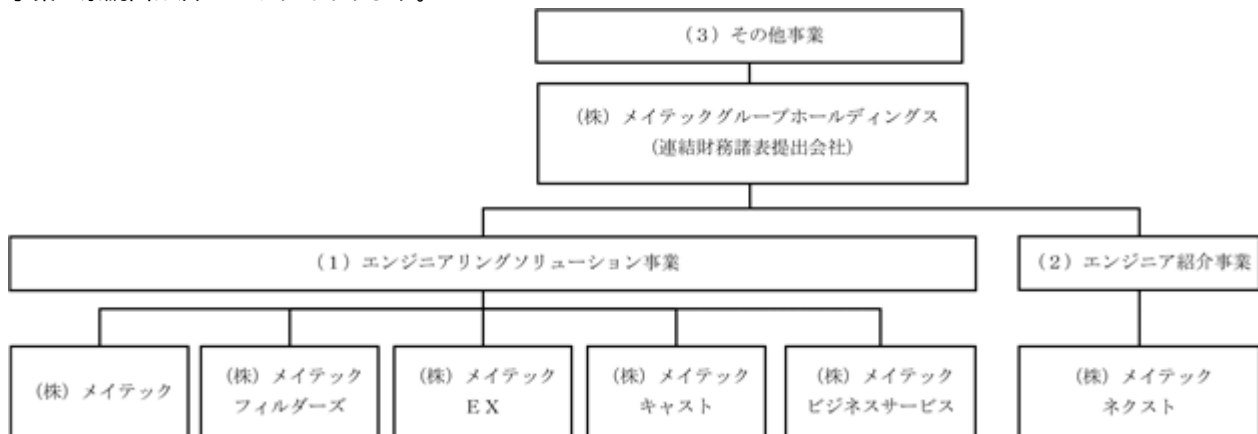 (3)その他事業
(株)メイテックグループホールディングス
(連結財務諸表提出会社)
(1)エンジニアリングソリューション事業
(2)エンジニア紹介事業
(株)メイテック
(株)メイテック
フィルダーズ
(株)メイテック
EX
(株)メイテック
キャスト
(株)メイテック
ビジネスサービス
(株)メイテック
ネクスト